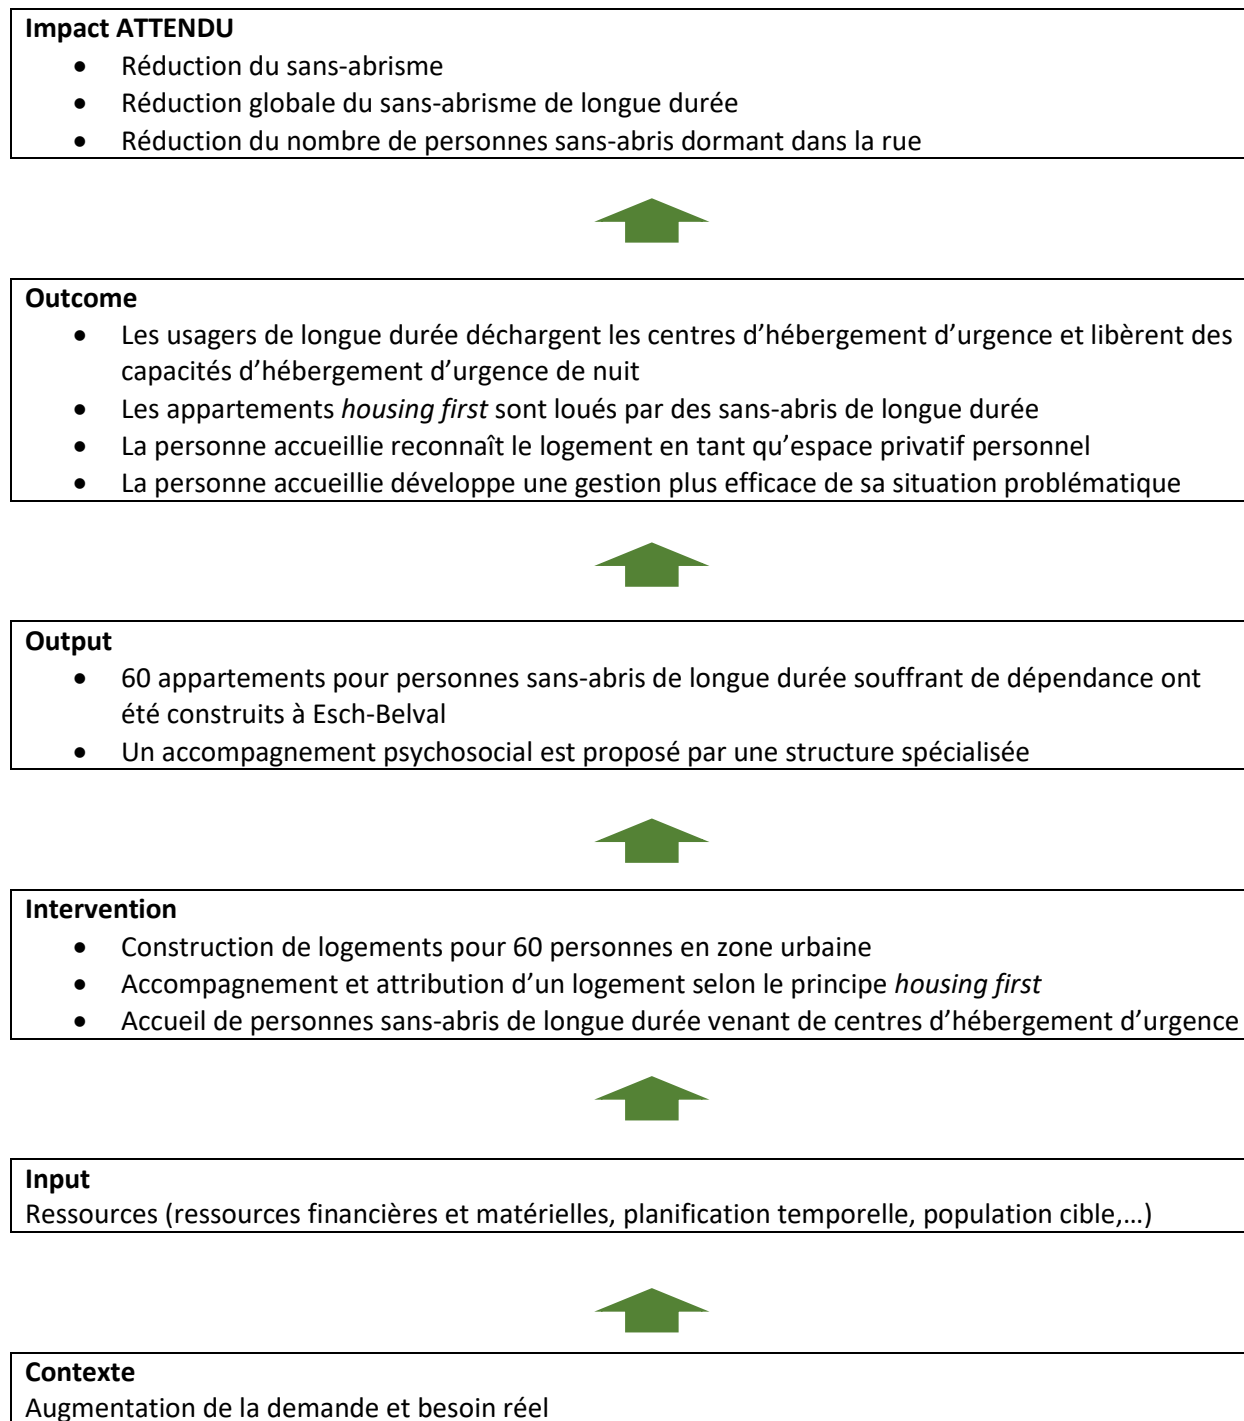 Impact ATTENDU
• Réduction du sans-abrisme
• Réduction globale du sans-abrisme de longue durée
• Réduction du nombre de personnes sans-abris dormant dans la rue
Outcome
• Les usagers de longue durée déchargent les centres d’hébergement d’urgence et libèrent des
capacités d’hébergement d’urgence de nuit
• Les appartements housing first sont loués par des sans-abris de longue durée
• La personne accueillie reconnaît le logement en tant qu’espace privatif personnel
• La personne accueillie développe une gestion plus efficace de sa situation problématique
Output
• 60 appartements pour personnes sans-abris de longue durée souffrant de dépendance ont
été construits à Esch-Belval
• Un accompagnement psychosocial est proposé par une structure spécialisée
Intervention
• Construction de logements pour 60 personnes en zone urbaine
• Accompagnement et attribution d’un logement selon le principe housing first
• Accueil de personnes sans-abris de longue durée venant de centres d’hébergement d’urgence
Input
Ressources (ressources financières et matérielles, planification temporelle, population cible,…)
Contexte
Augmentation de la demande et besoin réel